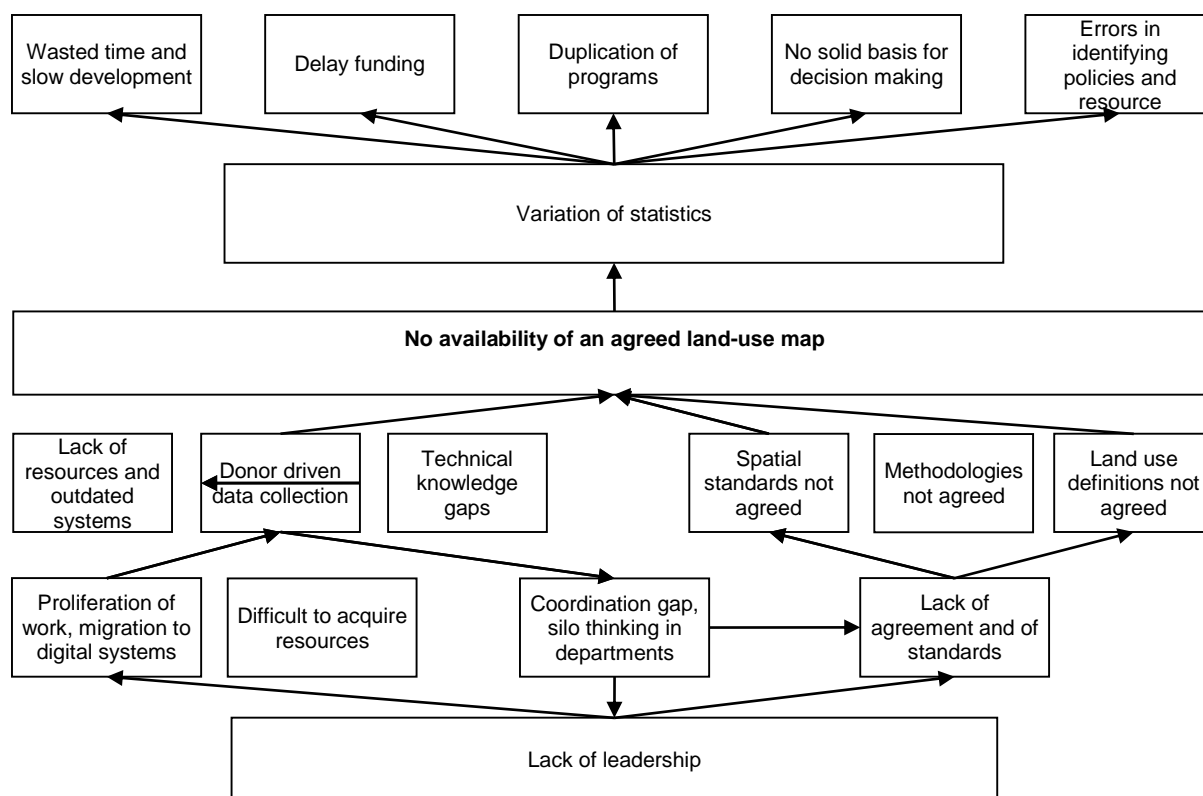 Wasted time and
slow development
Delay funding
Duplication of
programs
No solid basis for
decision making
Errors in
identifying
policies and
resource
Variation of statistics
No availability of an agreed land-use map
Lack of
resources and
outdated
systems
Donor driven
data collection
Technical
knowledge
gaps
Spatial
standards not
agreed
Methodologies
not agreed
Land use
definitions not
agreed
Proliferation of
work, migration to
digital systems
Difficult to acquire
resources
Coordination gap,
silo thinking in
departments
Lack of
agreement and of
standards
Lack of leadership